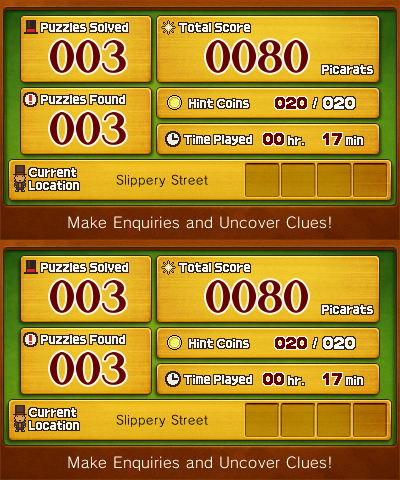 Puzzles Solved
003
Total Score
0080
Picarats
Puzzles Found
003
Hint Coins 020 / 020
Time Played 00 hr. 17 min
Current
Location
Slippery Street
Make Enquiries and Uncover Clues!
Puzzles Solved
003
Total Score
0080
Picarats
Puzzles Found
003
Hint Coins 020 / 020
Time Played 00 hr. 17 min
Current
Location
Slippery Street
Make Enquiries and Uncover Clues!